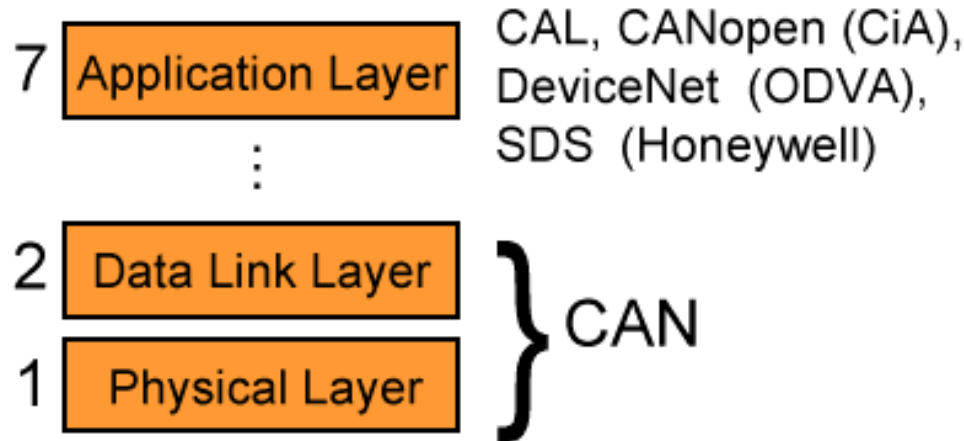 7 Application Layer
CAL, CANopen (CiA),
DeviceNet (ODVA),
SDS (Honeywell)
⋮
2 Data Link Layer
1 Physical Layer
} CAN